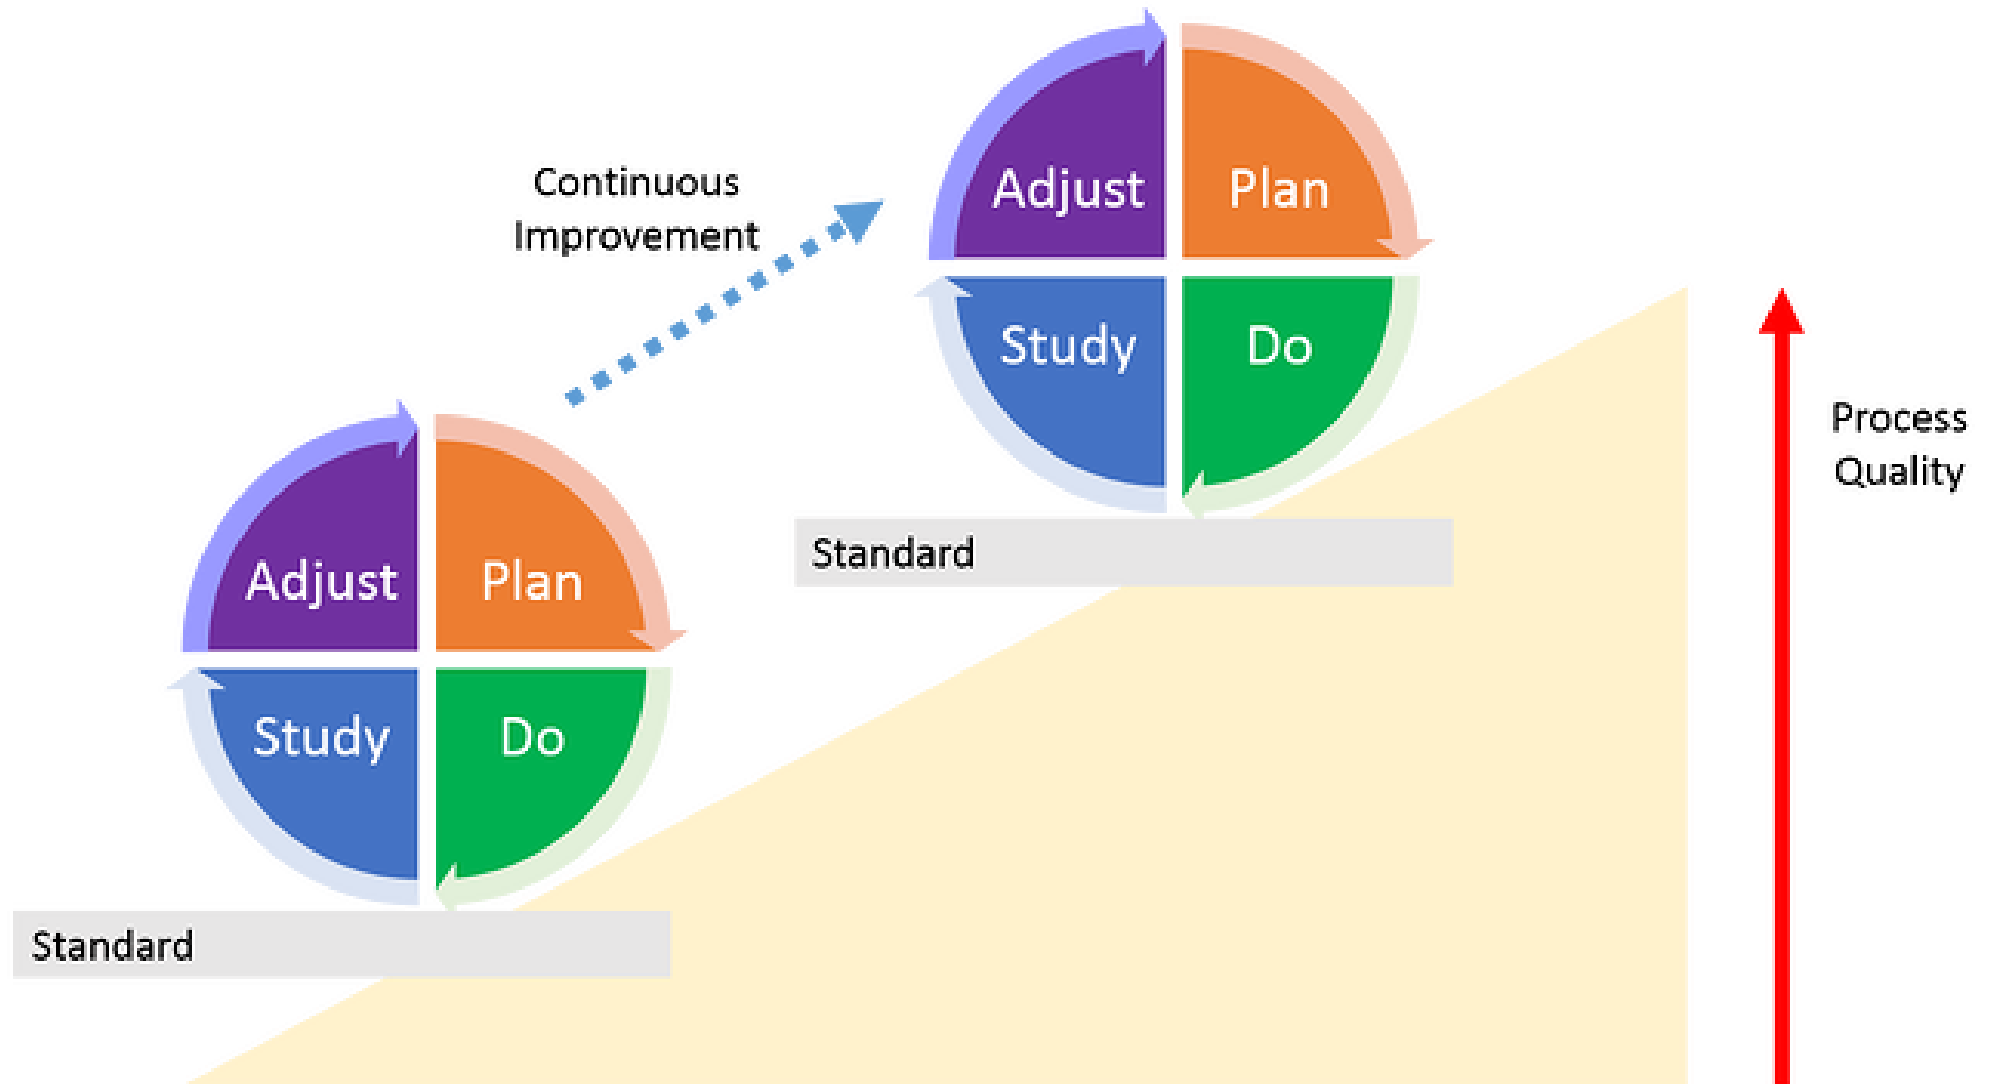 Adjust
Plan
Continuous
Improvement
Study
Do
Process
Quality
Standard
Adjust
Plan
Study
Do
Standard